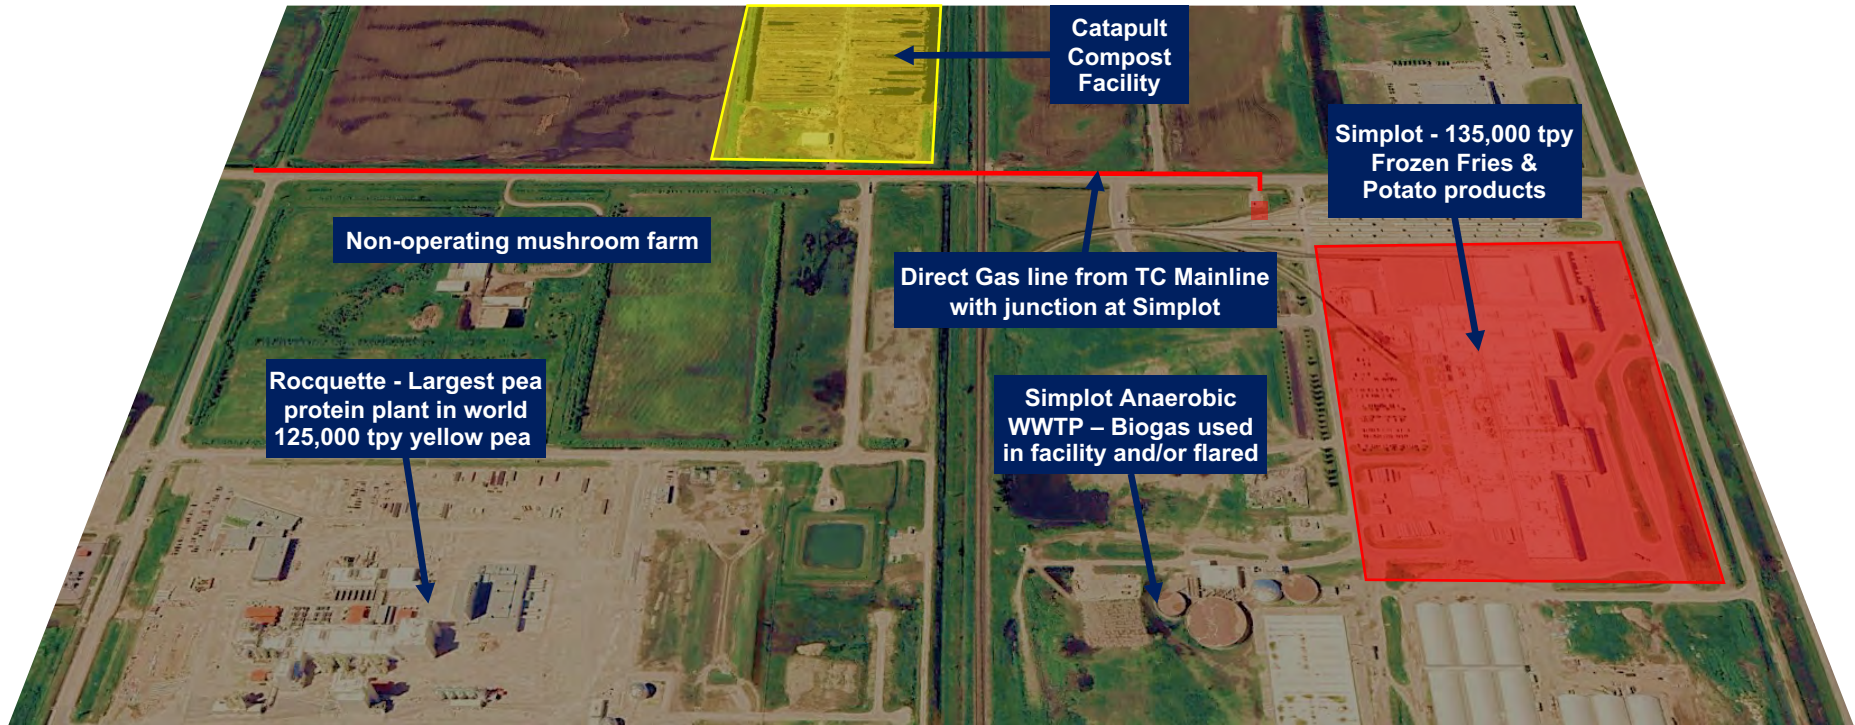 Catapult
Compost
Facility
Simplot - 135,000 tpy
Frozen Fries &
Potato products
Non-operating mushroom farm
Direct Gas line from TC Mainline
with junction at Simplot
Rocquette - Largest pea
protein plant in world
125,000 tpy yellow pea
Simplot Anaerobic
WWTP – Biogas used
in facility and/or flared